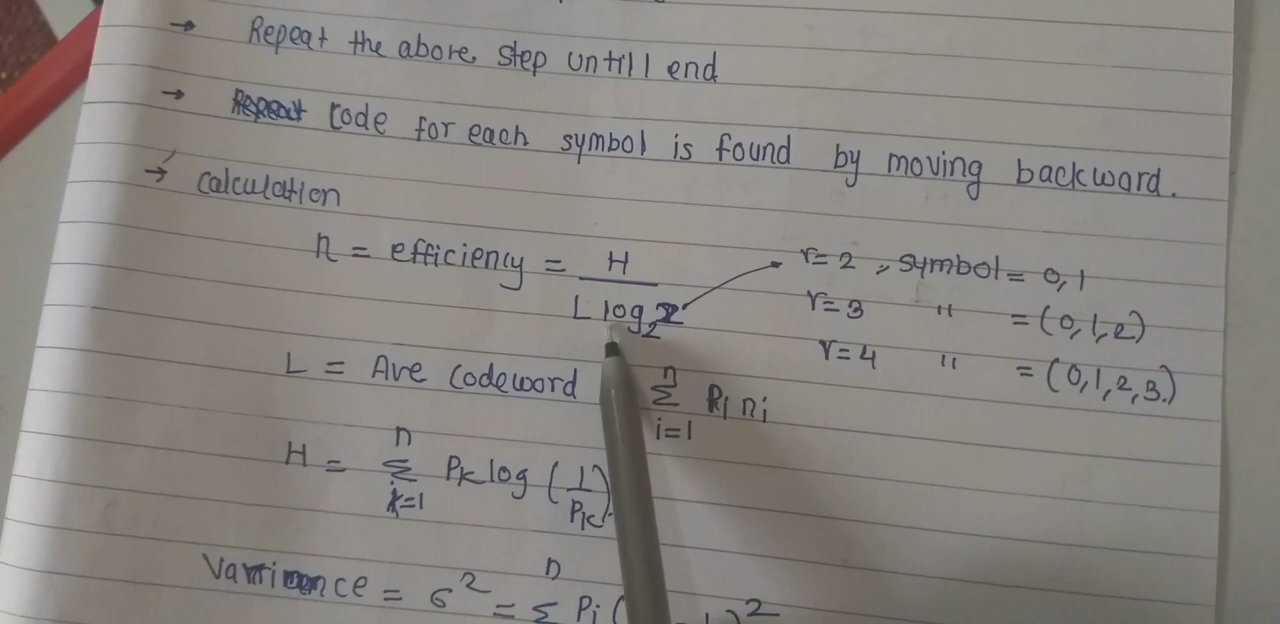 → Repeat the above step untill end
→ Code for each symbol is found by moving backward.
→ Calculation
η = efficiency = H / L log₂ r
r=2, symbol = 0,1
r=3 " = (0,1,2)
r=4 " = (0,1,2,3.)
L = Ave Codeword Σ i=1 n Pi ni
H = Σ k=1 n Pk log (1/Pk)
Varience = σ² = Σ n Pi ( )²